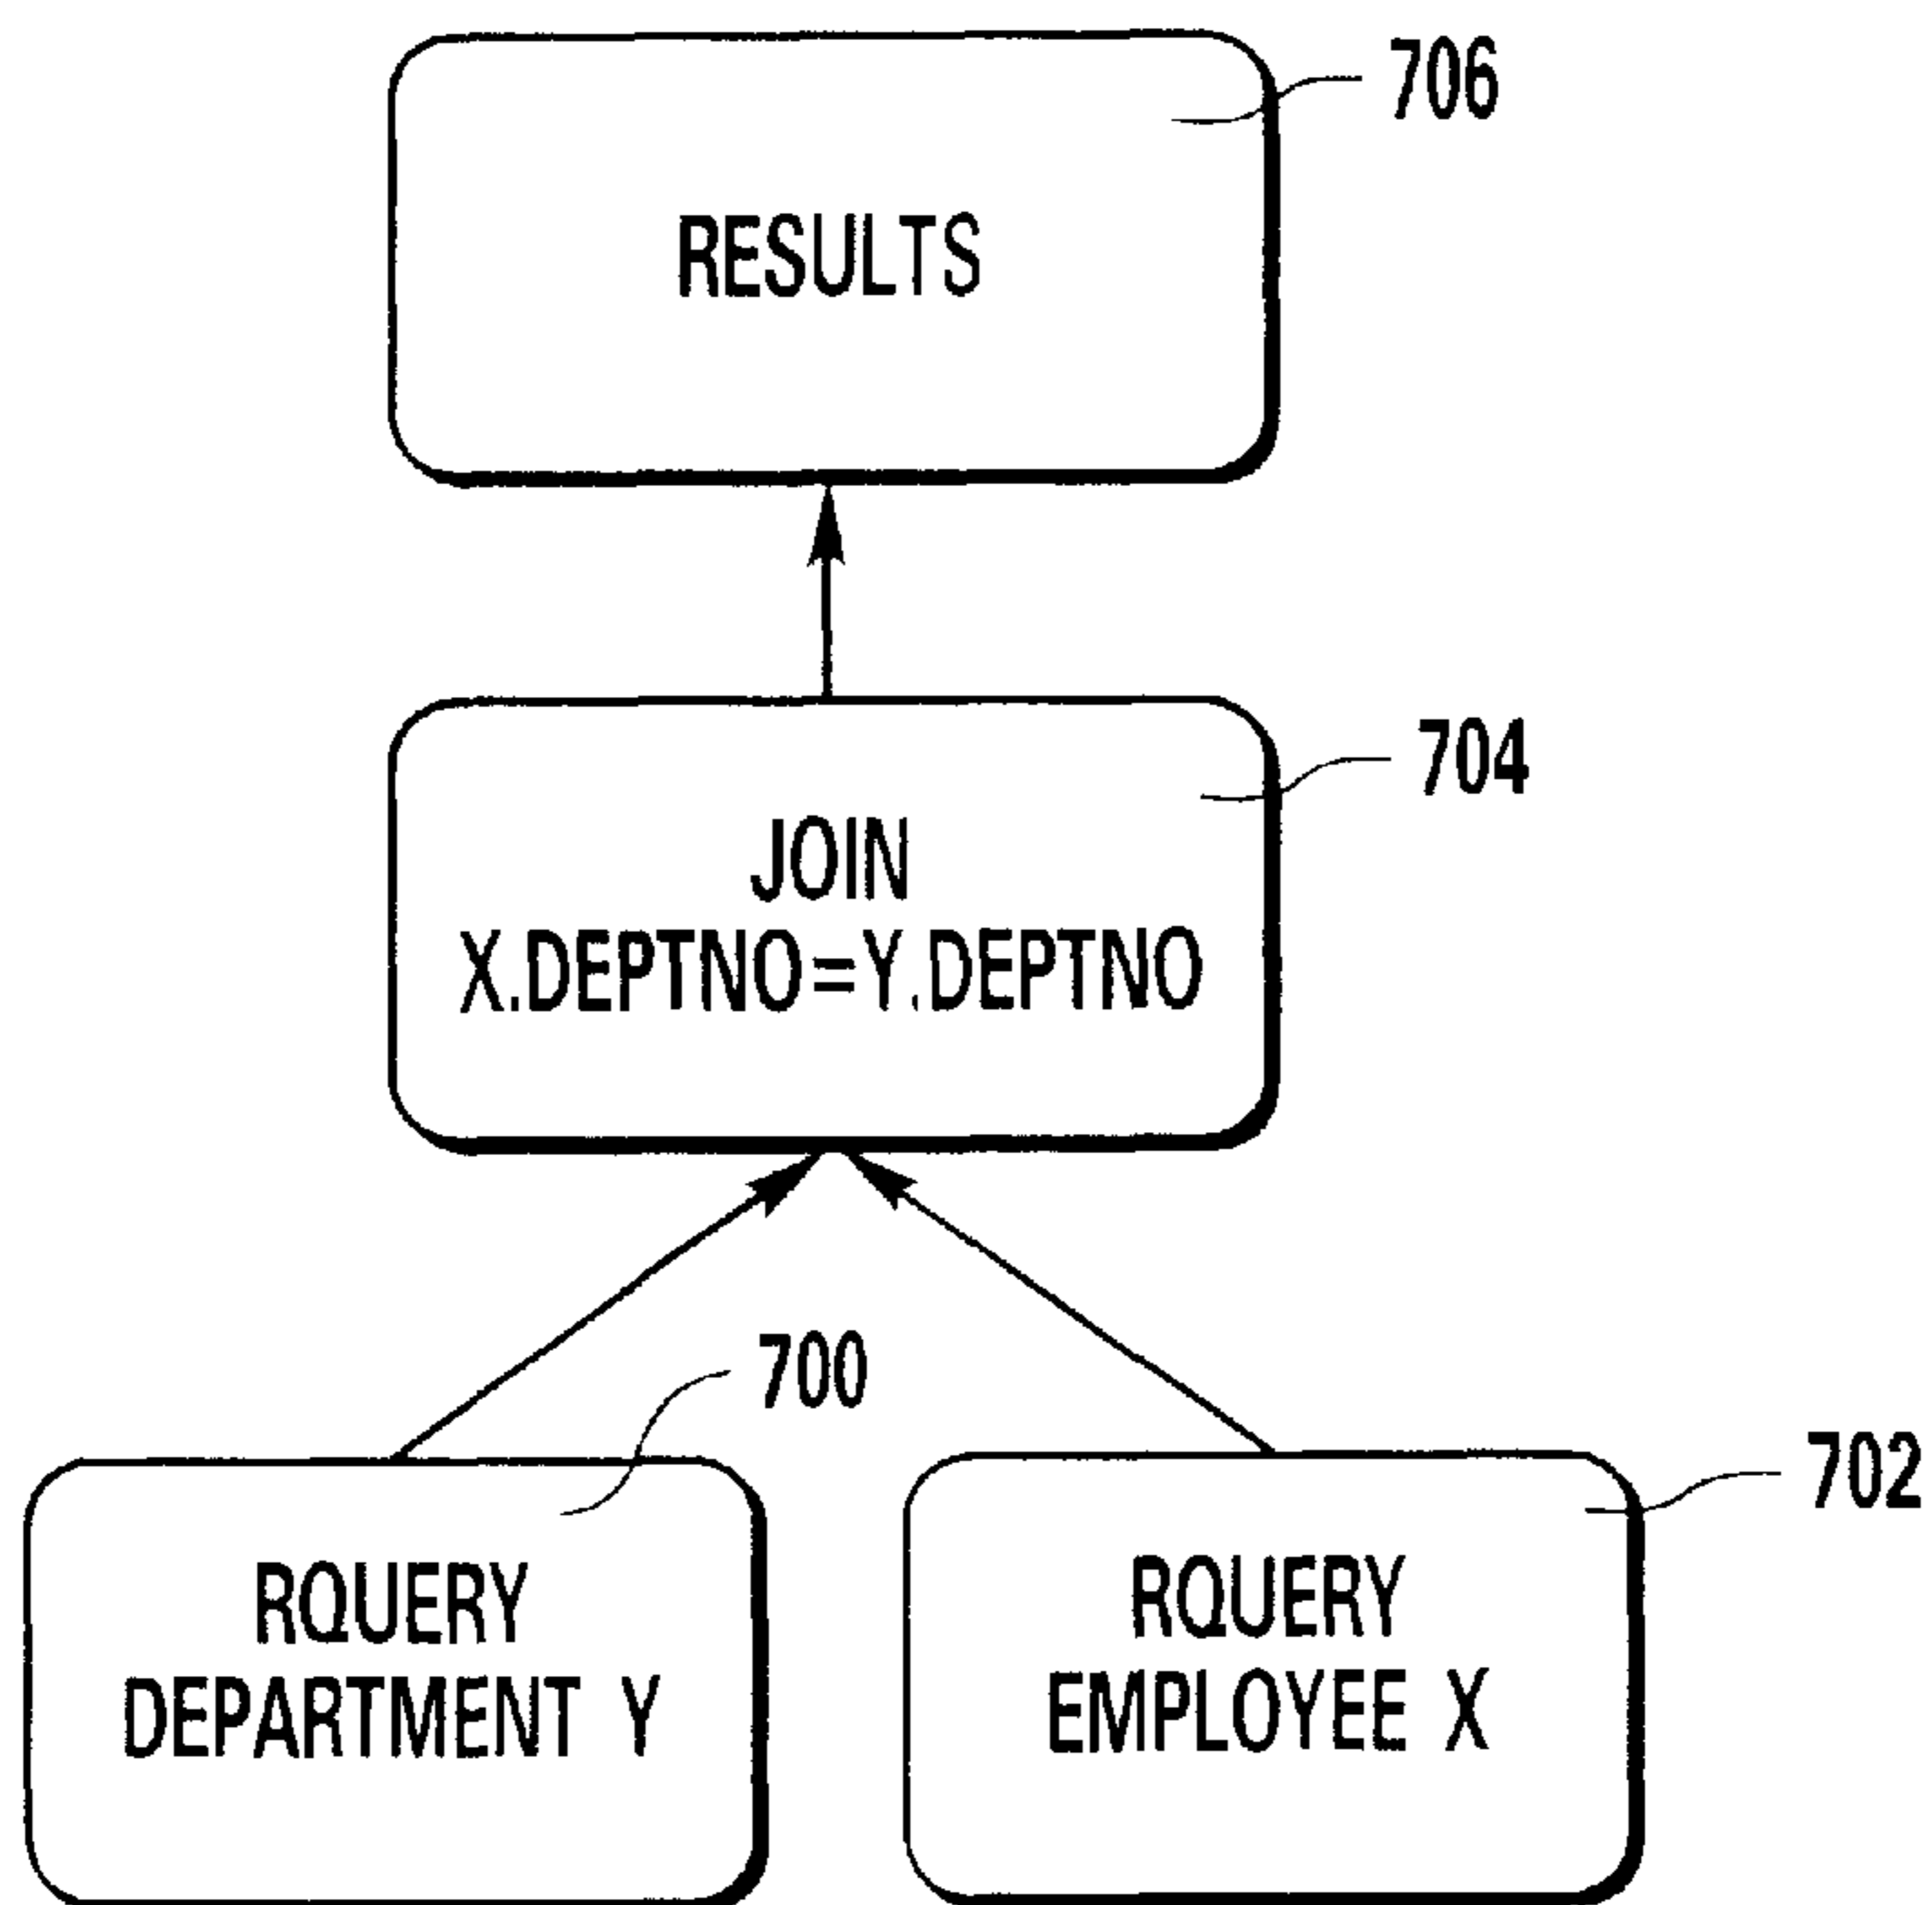 706
RESULTS
704
JOIN
X.DEPTNO=Y.DEPTNO
700
702
RQUERY
DEPARTMENT Y
RQUERY
EMPLOYEE X